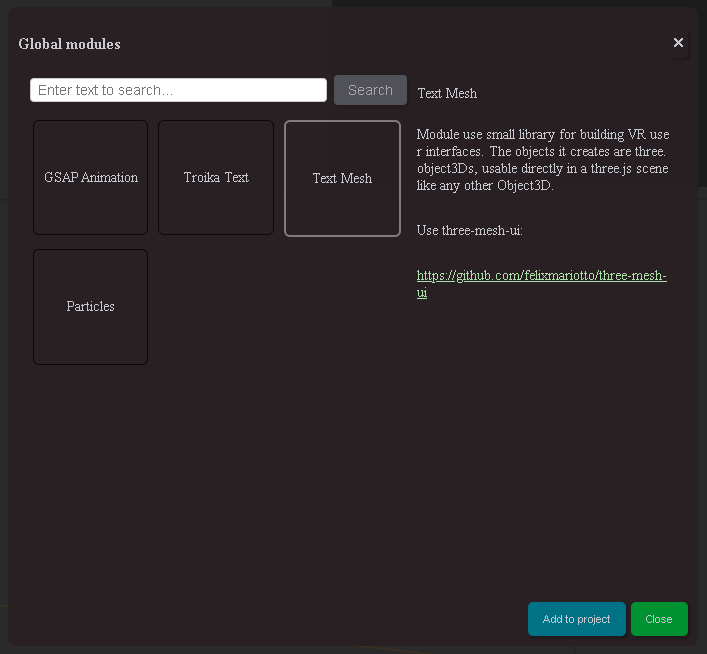 Global modules
×
Enter text to search...
Search
GSAP Animation
Troika Text
Text Mesh
Particles
Text Mesh
Module use small library for building VR use
r interfaces. The objects it creates are three.
object3Ds, usable directly in a three.js scene
like any other Object3D.
Use three-mesh-ui:
https://github.com/felixmariotto/three-mesh-
ui
Add to project
Close